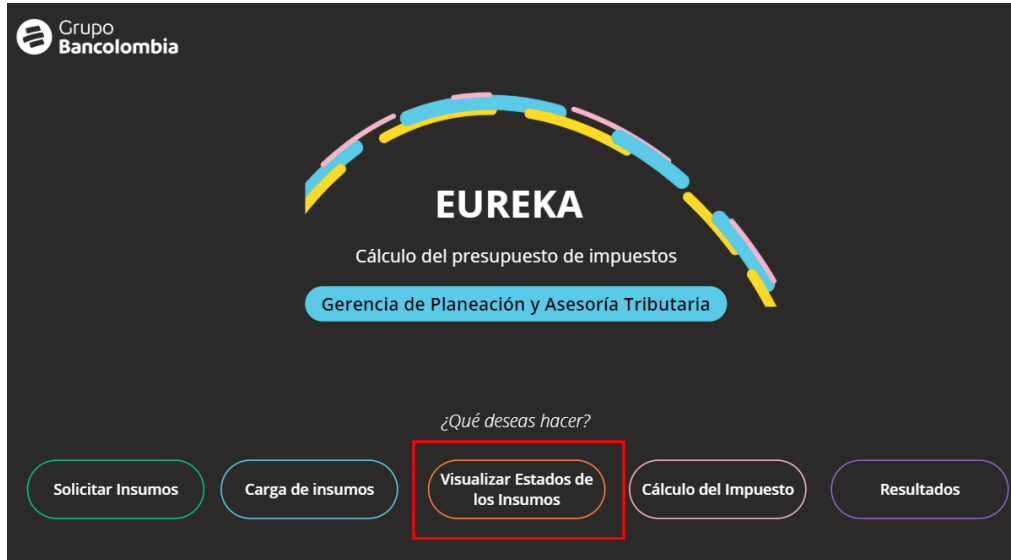 Grupo
Bancolombia
EUREKA
Cálculo del presupuesto de impuestos
Gerencia de Planeación y Asesoría Tributaria
¿Qué deseas hacer?
Solicitar Insumos
Carga de insumos
Visualizar Estados de
los Insumos
Cálculo del Impuesto
Resultados